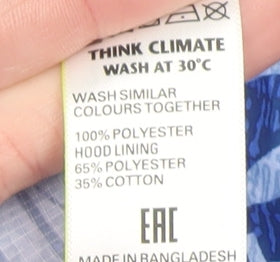 THINK CLIMATE
WASH AT 30°C
WASH SIMILAR
COLOURS TOGETHER
100% POLYESTER
HOOD LINING
65% POLYESTER
35% COTTON
EAC
MADE IN BANGLADESH